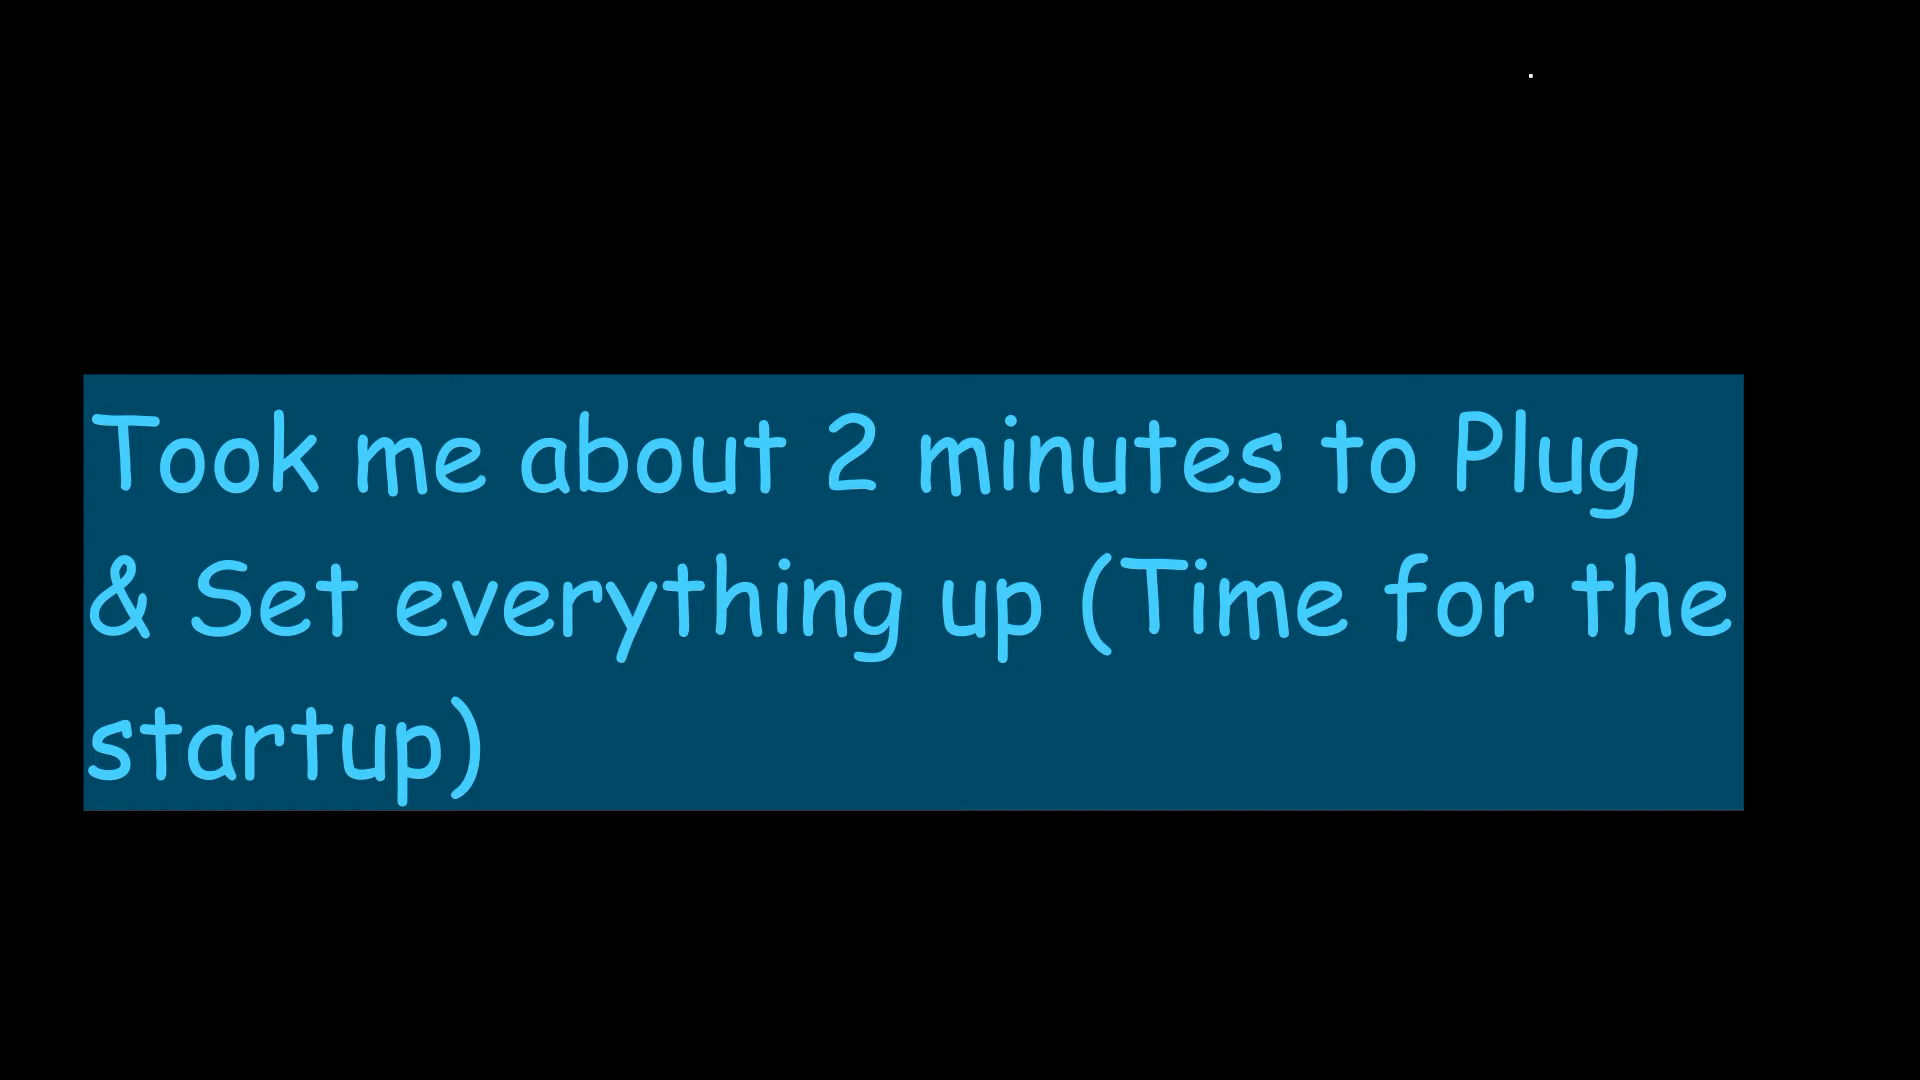 Took me about 2 minutes to Plug
& Set everything up (Time for the
startup)